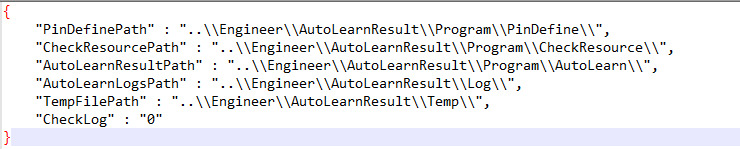 {
"PinDefinePath" : "..\\Engineer\\AutoLearnResult\\Program\\PinDefine\\",
"CheckResourcePath" : "..\\Engineer\\AutoLearnResult\\Program\\CheckResource\\",
"AutoLearnResultPath" : "..\\Engineer\\AutoLearnResult\\Program\\AutoLearn\\",
"AutoLearnLogsPath" : "..\\Engineer\\AutoLearnResult\\Log\\",
"TempFilePath" : "..\\Engineer\\AutoLearnResult\\Temp\\",
"CheckLog" : "0"
}